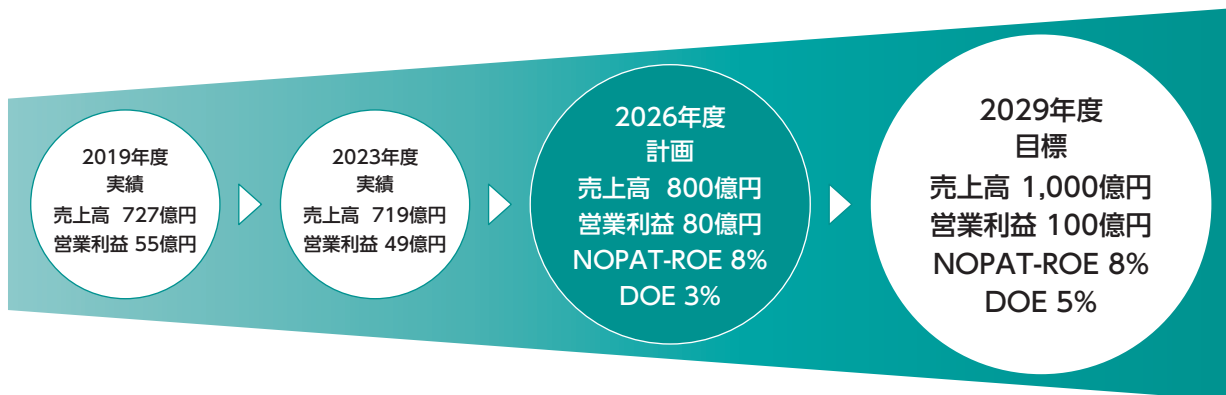 2019年度
実績
売上高 727億円
営業利益 55億円
2023年度
実績
売上高 719億円
営業利益 49億円
2026年度
計画
売上高 800億円
営業利益 80億円
NOPAT-ROE 8%
DOE 3%
2029年度
目標
売上高 1,000億円
営業利益 100億円
NOPAT-ROE 8%
DOE 5%